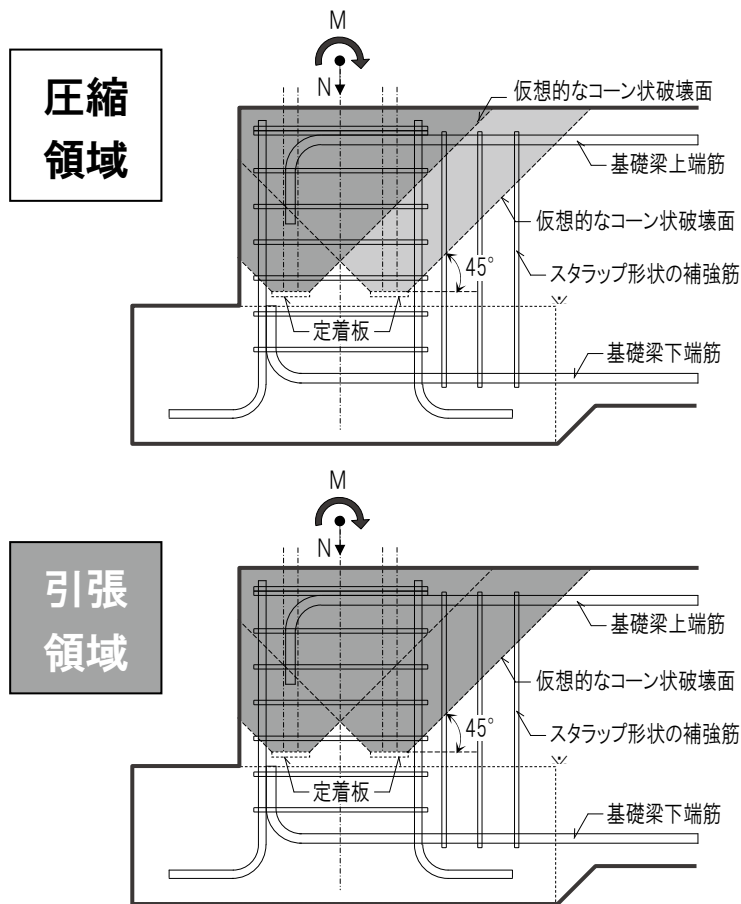 圧縮
領域
M
N
仮想的なコーン状破壊面
基礎梁上端筋
仮想的なコーン状破壊面
45°
スタラップ形状の補強筋
定着板
基礎梁下端筋
引張
領域
M
N
基礎梁上端筋
仮想的なコーン状破壊面
45°
スタラップ形状の補強筋
定着板
基礎梁下端筋